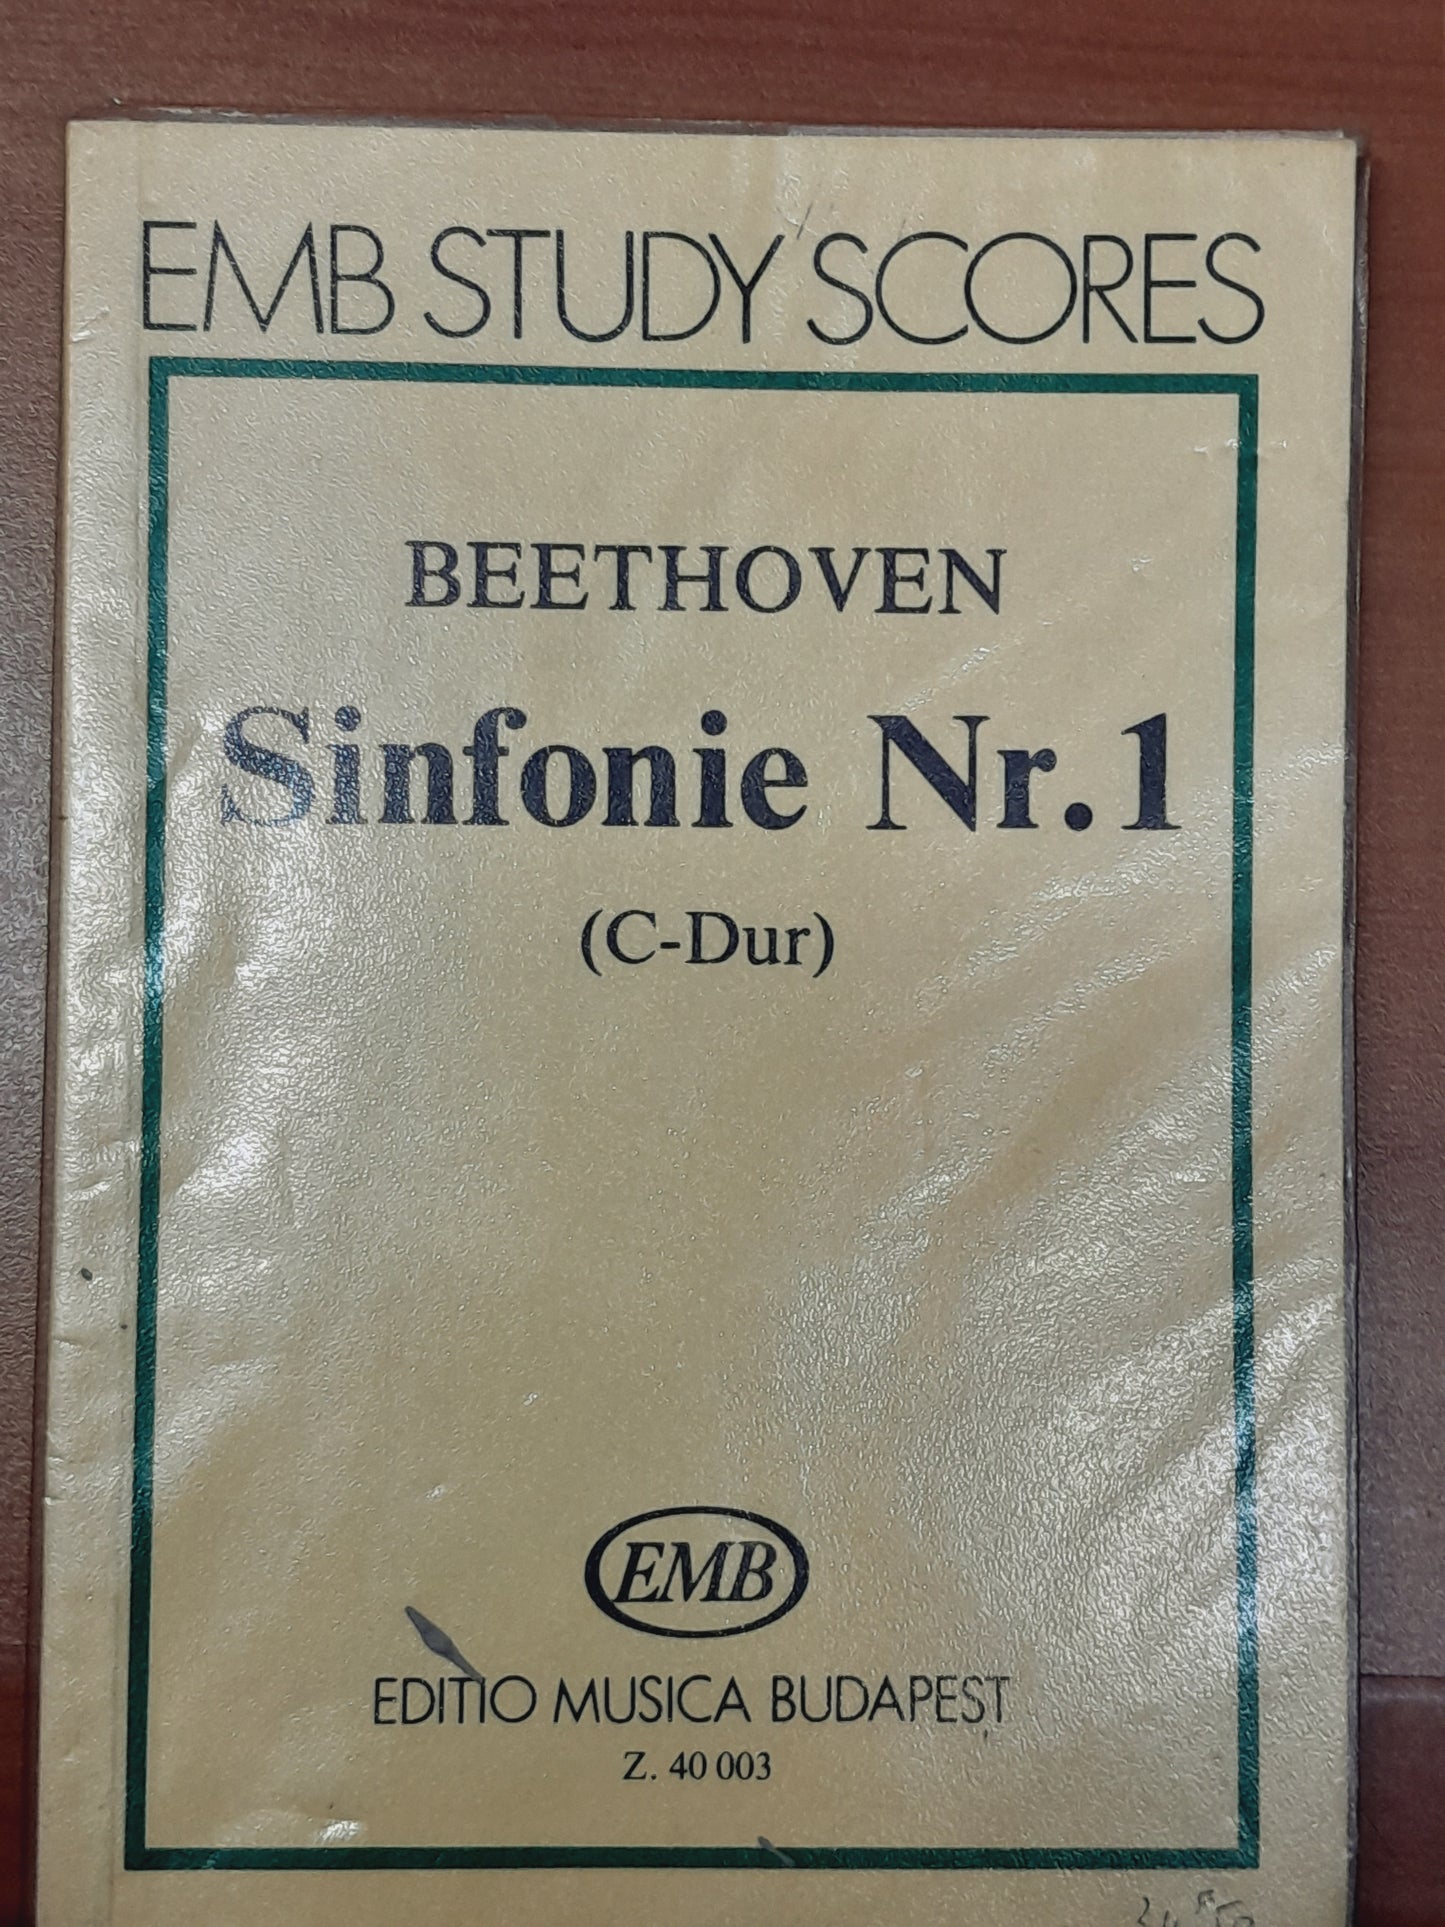 EMB STUDY SCORES
BEETHOVEN
Sinfonie Nr. 1
(C-Dur)
EMB
EDITIO MUSICA BUDAPEST
Z. 40 003